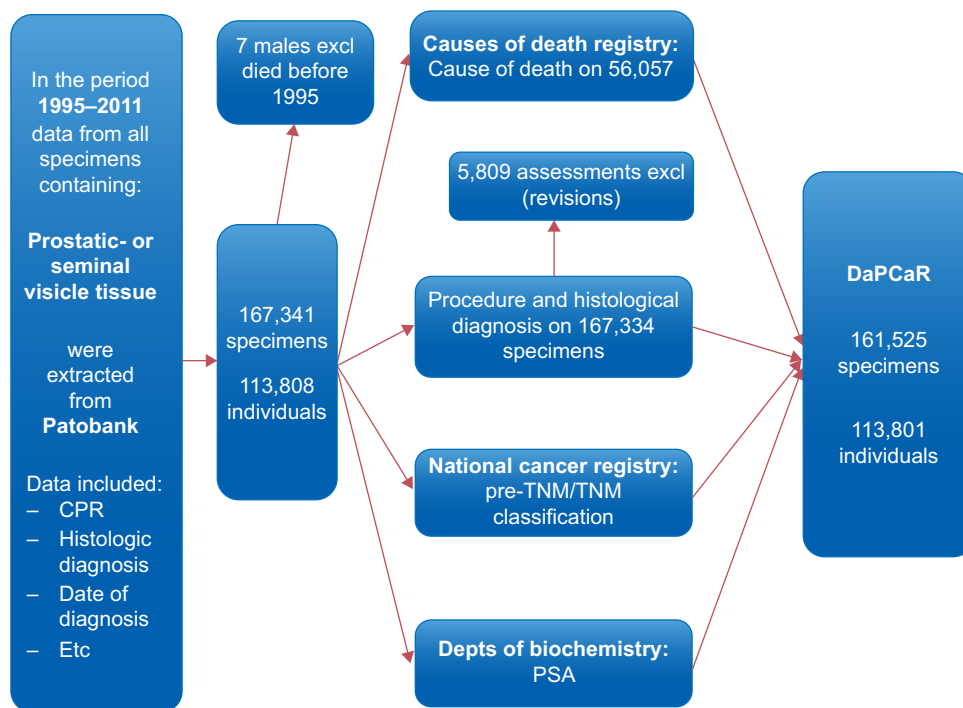 In the period
1995–2011
data from all
specimens
containing:
Prostatic- or
seminal
visicle tissue
were
extracted
from
Patobank
Data included:
– CPR
– Histologic
diagnosis
– Date of
diagnosis
– Etc
7 males excl
died before
1995
167,341
specimens
113,808
individuals
Causes of death registry:
Cause of death on 56,057
5,809 assessments excl
(revisions)
Procedure and histological
diagnosis on 167,334
specimens
National cancer registry:
pre-TNM/TNM
classification
Depts of biochemistry:
PSA
DaPCaR
161,525
specimens
113,801
individuals